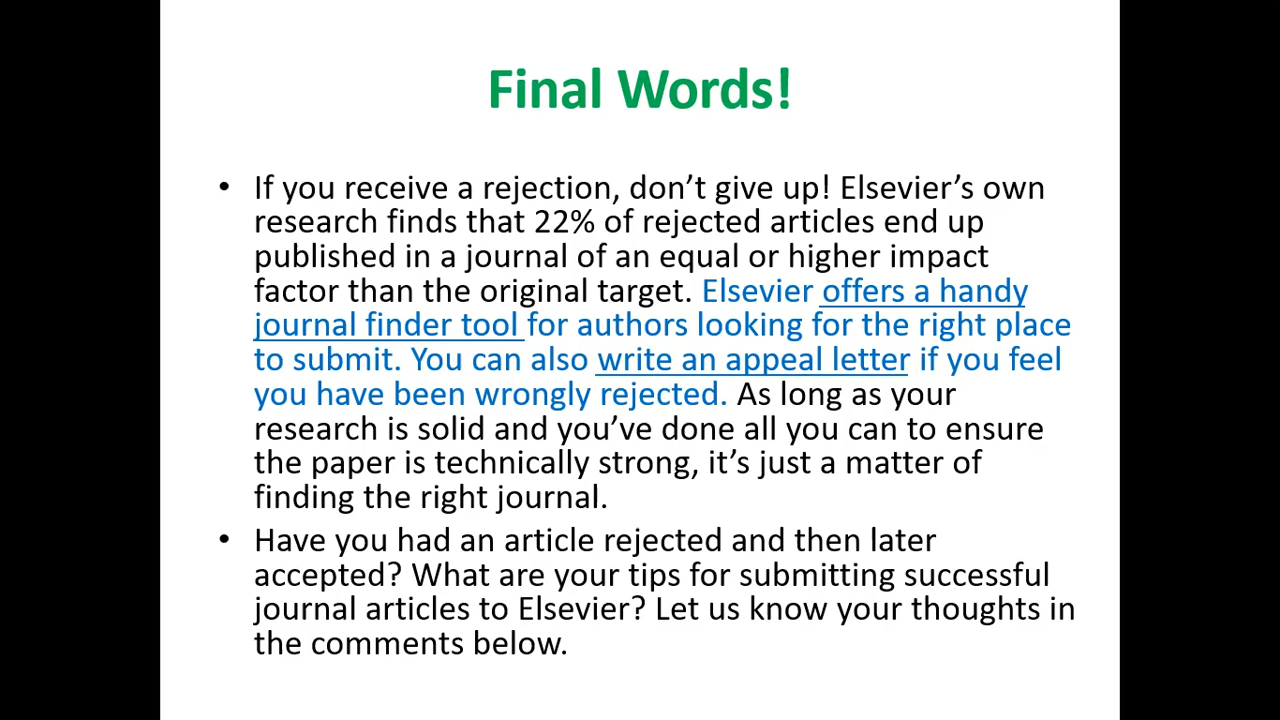 Final Words!
• If you receive a rejection, don’t give up! Elsevier’s own
research finds that 22% of rejected articles end up
published in a journal of an equal or higher impact
factor than the original target. Elsevier offers a handy
journal finder tool for authors looking for the right place
to submit. You can also write an appeal letter if you feel
you have been wrongly rejected. As long as your
research is solid and you’ve done all you can to ensure
the paper is technically strong, it’s just a matter of
finding the right journal.
• Have you had an article rejected and then later
accepted? What are your tips for submitting successful
journal articles to Elsevier? Let us know your thoughts in
the comments below.